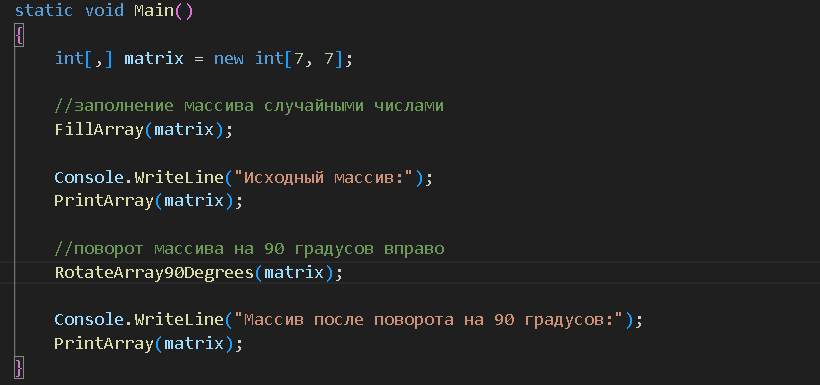 static void Main()
{
int[,] matrix = new int[7, 7];
//заполнение массива случайными числами
FillArray(matrix);
Console.WriteLine("Исходный массив:");
PrintArray(matrix);
//поворот массива на 90 градусов вправо
RotateArray90Degrees(matrix);
Console.WriteLine("Массив после поворота на 90 градусов:");
PrintArray(matrix);
}